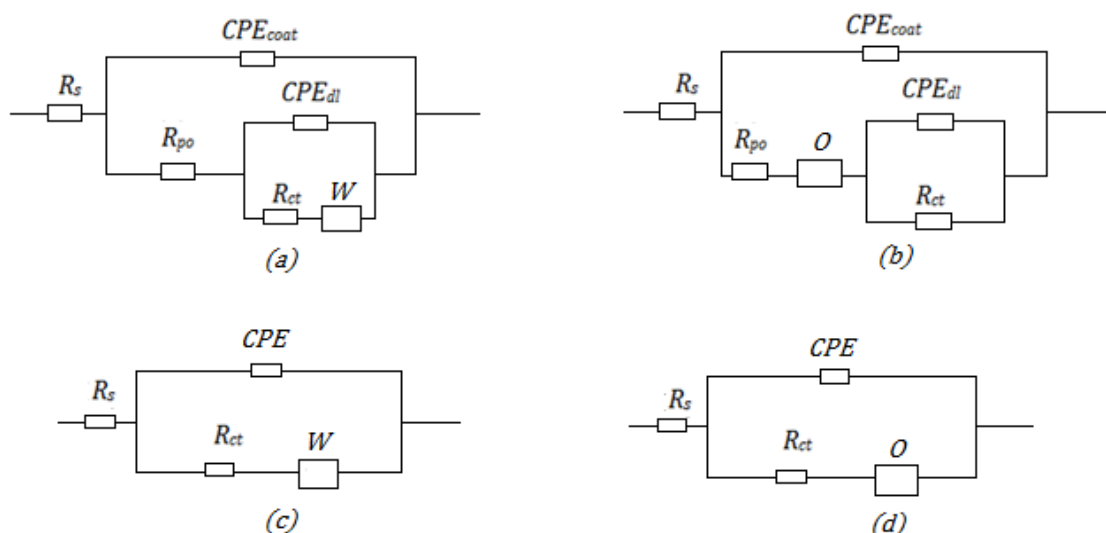 CPEcoat
Rs
CPEdl
Rpo
Rct
W
(a)
CPEcoat
Rs
CPEdl
Rpo
O
Rct
(b)
CPE
Rs
Rct
W
(c)
CPE
Rs
Rct
O
(d)